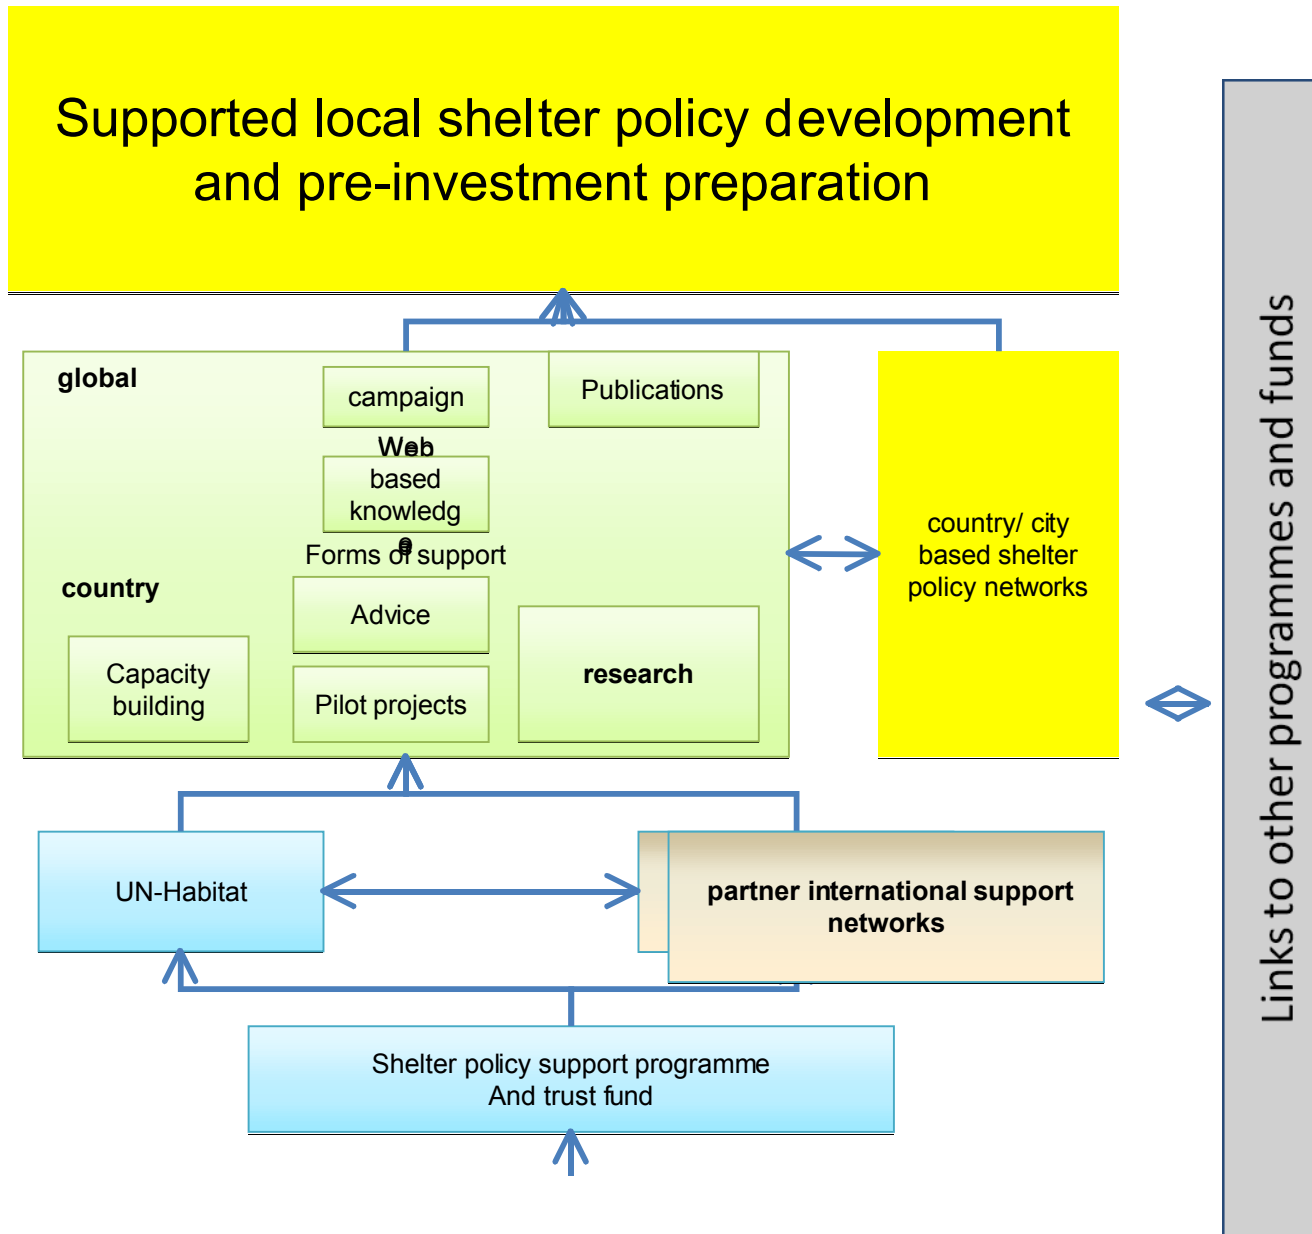 Supported local shelter policy development
and pre-investment preparation
global
campaign
Publications
Web
based
knowledg
e
Forms of support
country
Advice
Capacity
building
Pilot projects
research
country/ city
based shelter
policy networks
UN-Habitat
partner international support
networks
Shelter policy support programme
And trust fund
Links to other programmes and funds